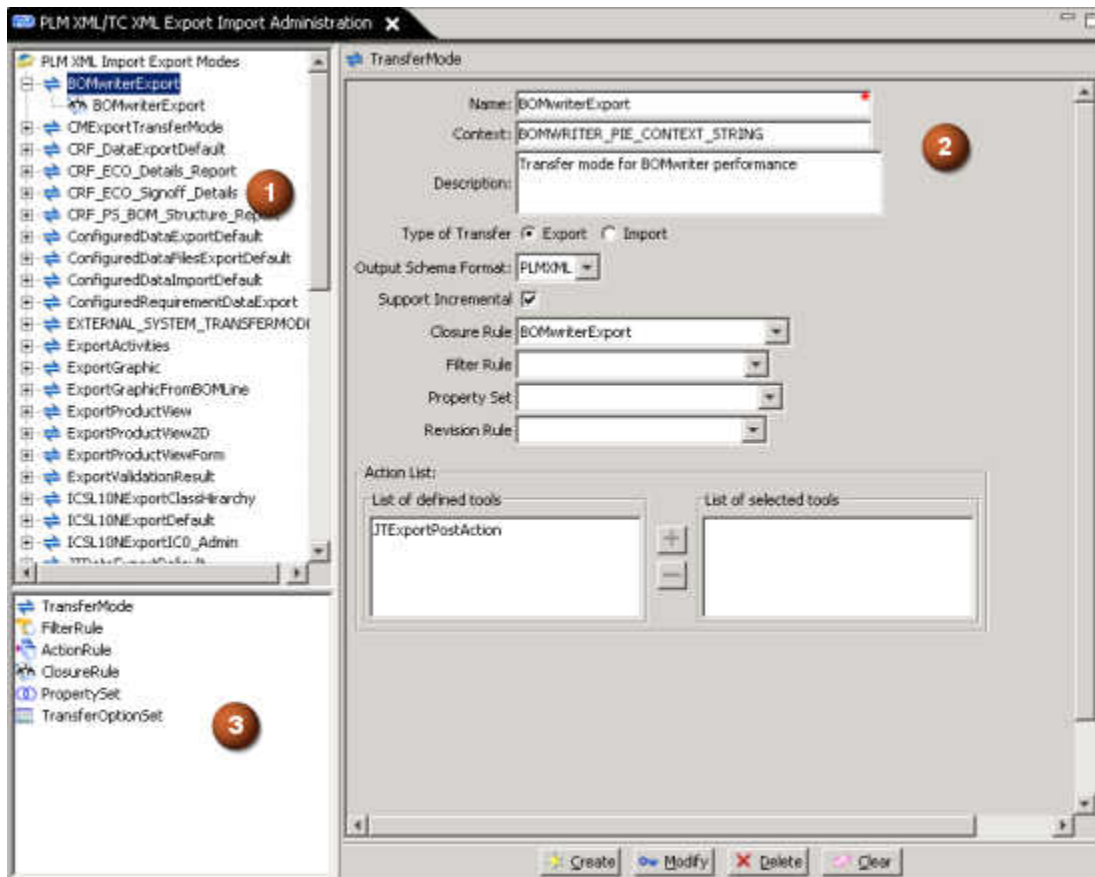 PLM XML/TC XML Export Import Administration
PLM XML Import Export Modes
BOMwriterExport
BOMwriterExport
CMExportTransferMode
CRF_DataExportDefault
CRF_ECO_Details_Report
CRF_ECO_Signoff_Details
CRF_PS_BOM_Structure_Rep
ConfiguredDataExportDefault
ConfiguredDataFilesExportDefault
ConfiguredDataImportDefault
ConfiguredRequirementDataExport
EXTERNAL_SYSTEM_TRANSFERMOD
ExportActivities
ExportGraphic
ExportGraphicFromBOMLine
ExportProductView
ExportProductView2D
ExportProductViewForm
ExportValidationResult
ICSL10NExportClassHirarchy
ICSL10NExportDefault
ICSL10NExportICO_Admin
1
TransferMode
FilterRule
ActionRule
ClosureRule
PropertySet
TransferOptionSet
3
TransferMode
Name: BOMwriterExport
Context: BOMWRITER_PIE_CONTEXT_STRING
2
Description: Transfer mode for BOMwriter performance
Type of Transfer Export Import
Output Schema Format: PLMXML
Support Incremental
Closure Rule BOMwriterExport
Filter Rule
Property Set
Revision Rule
Action List:
List of defined tools List of selected tools
JTExportPostAction
Create Modify Delete Clear